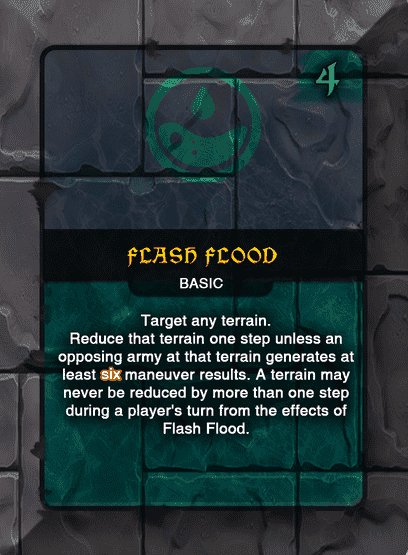 4
FLASH FLOOD
BASIC
Target any terrain.
Reduce that terrain one step unless an
opposing army at that terrain generates at
least six maneuver results. A terrain may
never be reduced by more than one step
during a player's turn from the effects of
Flash Flood.